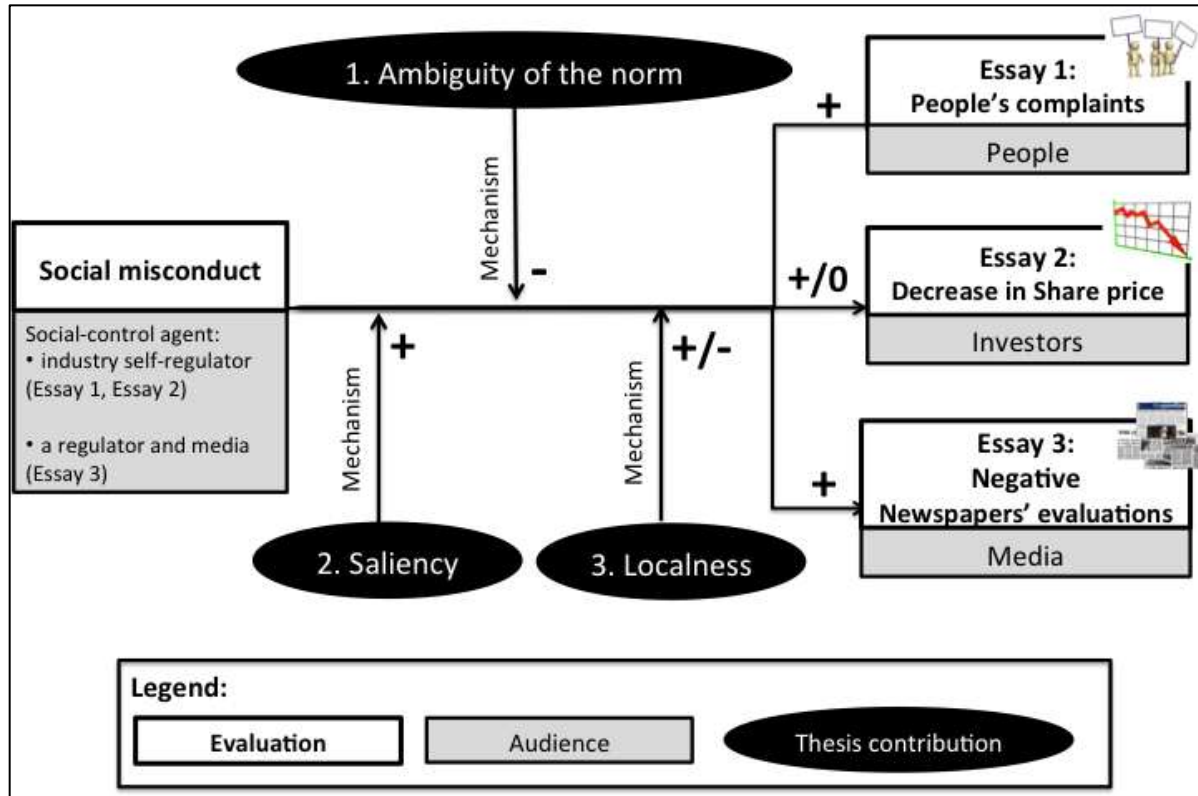 1. Ambiguity of the norm
Mechanism
-
Essay 1:
People's complaints
People
+
Social misconduct
Social-control agent:
• industry self-regulator
(Essay 1, Essay 2)
• a regulator and media
(Essay 3)
+
Mechanism
2. Saliency
+/-
Mechanism
3. Localness
+/0
Essay 2:
Decrease in Share price
Investors
+
Essay 3:
Negative
Newspapers' evaluations
Media
Legend:
Evaluation
Audience
Thesis contribution